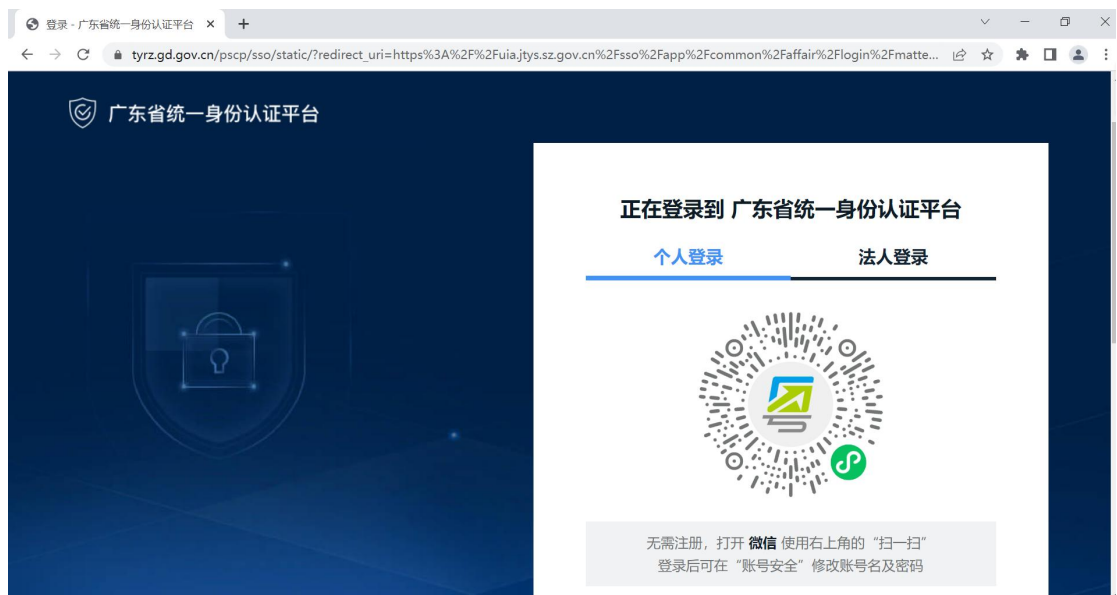 登录 - 广东省统一身份认证平台
tyrz.gd.gov.cn/pscp/sso/static/?redirect_uri=https%3A%2F%2Fuia.jtys.sz.gov.cn%2Fsso%2Fapp%2Fcommon%2Faffair%2Flogin%2Fmatte...
广东省统一身份认证平台
正在登录到 广东省统一身份认证平台
个人登录 法人登录
无需注册，打开 微信 使用右上角的“扫一扫”
登录后可在“账号安全”修改账号名及密码